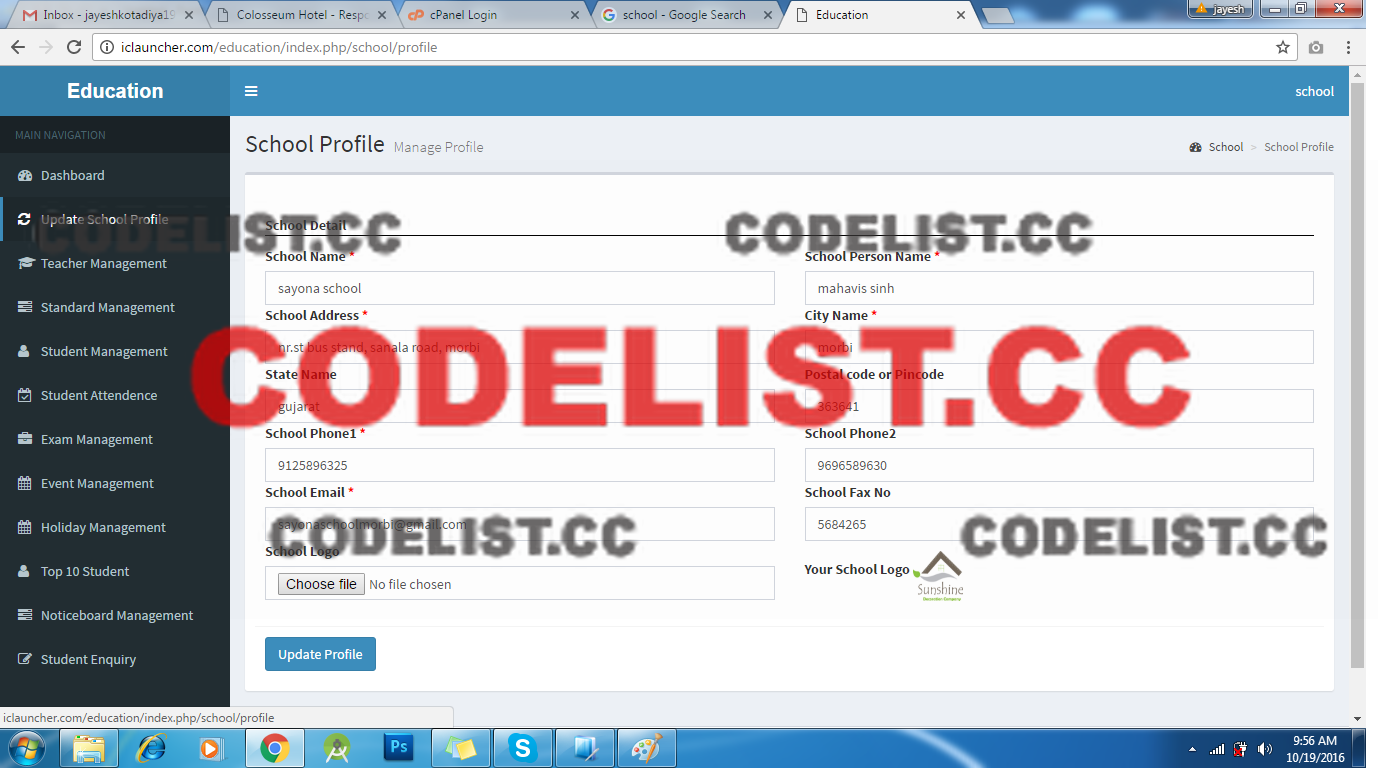 Inbox - jayeshkotadiya19
Colosseum Hotel - Respo
cPanel Login
school - Google Search
Education
jayesh
iclauncher.com/education/index.php/school/profile
Education
school
MAIN NAVIGATION
School Profile Manage Profile
School > School Profile
Dashboard
Update School Profile
Teacher Management
Standard Management
Student Management
Student Attendence
Exam Management
Event Management
Holiday Management
Top 10 Student
Noticeboard Management
Student Enquiry
CODELIST.CC
CODELIST.CC
School Detail
School Name *
School Person Name *
sayona school
mahavis sinh
School Address *
City Name *
nr.st bus stand, sanala road, morbi
morbi
CODELIST.CC
State Name
Postal code or Pincode
gujarat
363641
School Phone1 *
School Phone2
9125896325
9696589630
School Email *
School Fax No
sayonaschoolmorbi@gmail.com
5684265
CODELIST.CC
CODELIST.CC
School Logo
Your School Logo
Sunshine
Choose file No file chosen
Update Profile
iclauncher.com/education/index.php/school/profile
Ps
9:56 AM
10/19/2016